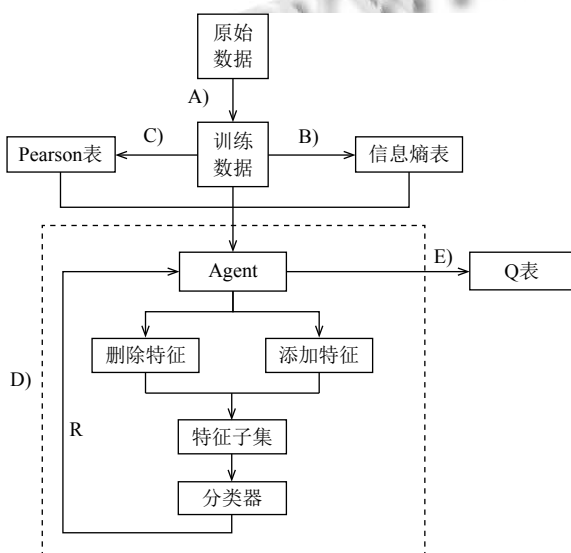 原始
数据
A)
C)
训练
数据
B)
Pearson表
信息熵表
Agent
E)
Q表
删除特征
添加特征
D)
R
特征子集
分类器